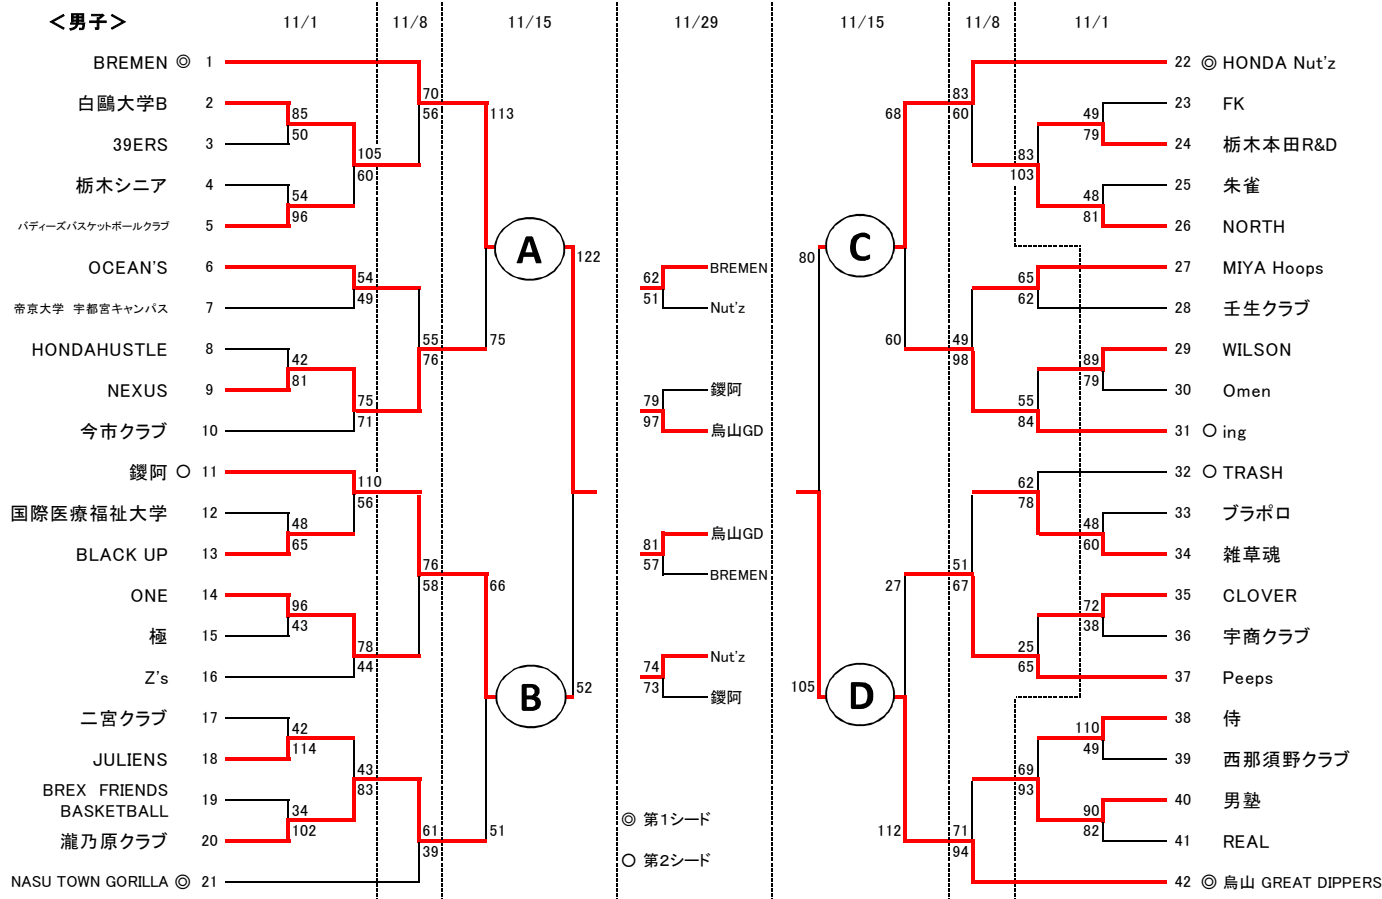 ＜男子＞
11/1
11/8
11/15
11/29
11/15
11/8
11/1
BREMEN ◎ 1
白鷗大学B 2
39ERS 3
栃木シニア 4
バディーズバスケットボールクラブ 5
OCEAN'S 6
帝京大学　宇都宮キャンパス 7
HONDAHUSTLE 8
NEXUS 9
今市クラブ 10
鑁阿 ○ 11
国際医療福祉大学 12
BLACK UP 13
ONE 14
極 15
Z's 16
二宮クラブ 17
JULIENS 18
BREX　FRIENDS
BASKETBALL 19
瀧乃原クラブ 20
NASU TOWN GORILLA ◎ 21
85
50
54
96
42
81
48
65
96
43
42
114
34
102
105
60
54
49
75
71
110
56
78
44
43
83
70
56
55
76
76
58
61
39
113
75
66
51
A
B
122
52
62
51
BREMEN
Nut'z
79
97
鑁阿
烏山GD
81
57
烏山GD
BREMEN
74
73
Nut'z
鑁阿
◎ 第1シード
○ 第2シード
C
D
80
105
68
60
27
112
83
60
49
98
51
67
71
94
83
103
65
62
55
84
62
78
25
65
69
93
49
79
48
81
89
79
48
60
72
38
110
49
90
82
22 ◎ HONDA Nut'z
23 FK
24 栃木本田R&D
25 朱雀
26 NORTH
27 MIYA Hoops
28 壬生クラブ
29 WILSON
30 Omen
31 ○ ing
32 ○ TRASH
33 ブラポロ
34 雑草魂
35 CLOVER
36 宇商クラブ
37 Peeps
38 侍
39 西那須野クラブ
40 男塾
41 REAL
42 ◎ 烏山 GREAT DIPPERS